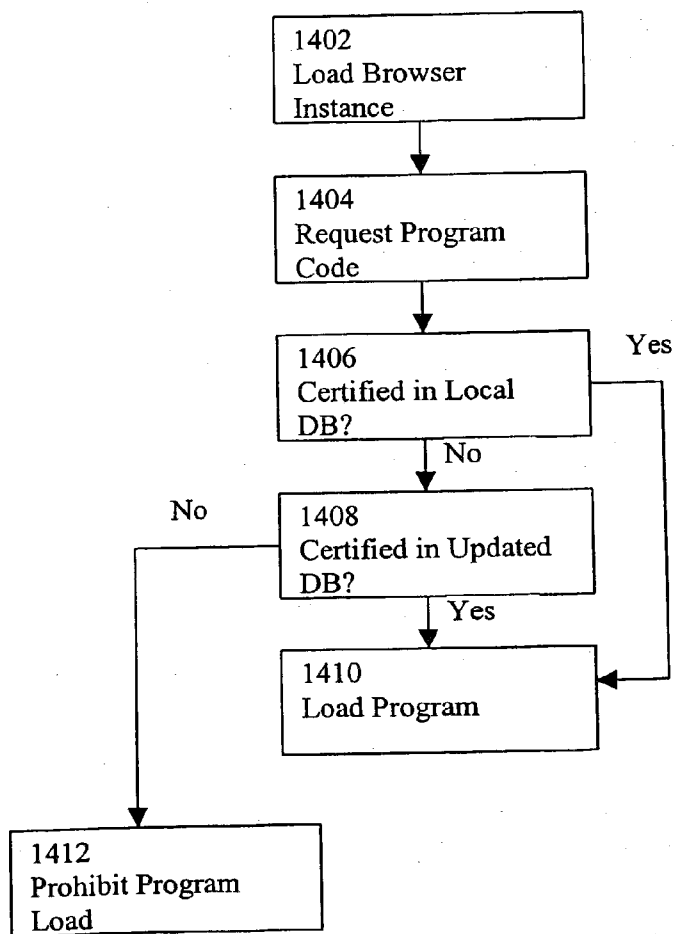 1402
Load Browser
Instance
1404
Request Program
Code
1406
Certified in Local
DB?
Yes
No
No
1408
Certified in Updated
DB?
Yes
1410
Load Program
1412
Prohibit Program
Load